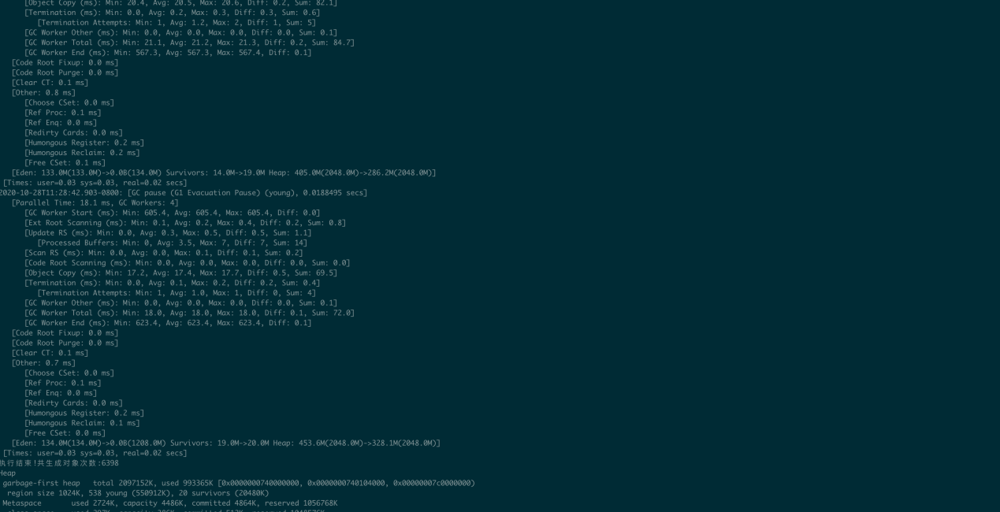 [Object Copy (ms): Min: 20.4, Avg: 20.5, Max: 20.6, Diff: 0.2, Sum: 82.1]
[Termination (ms): Min: 0.0, Avg: 0.2, Max: 0.3, Diff: 0.3, Sum: 0.6]
[Termination Attempts: Min: 1, Avg: 1.2, Max: 2, Diff: 1, Sum: 5]
[GC Worker Other (ms): Min: 0.0, Avg: 0.0, Max: 0.0, Diff: 0.0, Sum: 0.1]
[GC Worker Total (ms): Min: 21.1, Avg: 21.2, Max: 21.3, Diff: 0.2, Sum: 84.7]
[GC Worker End (ms): Min: 567.3, Avg: 567.3, Max: 567.4, Diff: 0.1]
[Code Root Fixup: 0.0 ms]
[Code Root Purge: 0.0 ms]
[Clear CT: 0.1 ms]
[Other: 0.8 ms]
[Choose CSet: 0.0 ms]
[Ref Proc: 0.1 ms]
[Ref Enq: 0.0 ms]
[Redirty Cards: 0.0 ms]
[Humongous Register: 0.2 ms]
[Humongous Reclaim: 0.2 ms]
[Free CSet: 0.1 ms]
[Eden: 133.0M(133.0M)->0.0B(134.0M) Survivors: 14.0M->19.0M Heap: 405.0M(2048.0M)->286.2M(2048.0M)]
[Times: user=0.03 sys=0.03, real=0.02 secs]
2020-10-28T11:28:42.903-0800: [GC pause (G1 Evacuation Pause) (young), 0.0188495 secs]
[Parallel Time: 18.1 ms, GC Workers: 4]
[GC Worker Start (ms): Min: 605.4, Avg: 605.4, Max: 605.4, Diff: 0.0]
[Ext Root Scanning (ms): Min: 0.1, Avg: 0.2, Max: 0.4, Diff: 0.2, Sum: 0.8]
[Update RS (ms): Min: 0.0, Avg: 0.3, Max: 0.5, Diff: 0.5, Sum: 1.1]
[Processed Buffers: Min: 0, Avg: 3.5, Max: 7, Diff: 7, Sum: 14]
[Scan RS (ms): Min: 0.0, Avg: 0.0, Max: 0.1, Diff: 0.1, Sum: 0.2]
[Code Root Scanning (ms): Min: 0.0, Avg: 0.0, Max: 0.0, Diff: 0.0, Sum: 0.0]
[Object Copy (ms): Min: 17.2, Avg: 17.4, Max: 17.7, Diff: 0.5, Sum: 69.5]
[Termination (ms): Min: 0.0, Avg: 0.1, Max: 0.2, Diff: 0.2, Sum: 0.4]
[Termination Attempts: Min: 1, Avg: 1.0, Max: 1, Diff: 0, Sum: 4]
[GC Worker Other (ms): Min: 0.0, Avg: 0.0, Max: 0.0, Diff: 0.0, Sum: 0.1]
[GC Worker Total (ms): Min: 18.0, Avg: 18.0, Max: 18.0, Diff: 0.1, Sum: 72.0]
[GC Worker End (ms): Min: 623.4, Avg: 623.4, Max: 623.4, Diff: 0.1]
[Code Root Fixup: 0.0 ms]
[Code Root Purge: 0.0 ms]
[Clear CT: 0.1 ms]
[Other: 0.7 ms]
[Choose CSet: 0.0 ms]
[Ref Proc: 0.1 ms]
[Ref Enq: 0.0 ms]
[Redirty Cards: 0.0 ms]
[Humongous Register: 0.2 ms]
[Humongous Reclaim: 0.1 ms]
[Free CSet: 0.0 ms]
[Eden: 134.0M(134.0M)->0.0B(1208.0M) Survivors: 19.0M->20.0M Heap: 453.6M(2048.0M)->328.1M(2048.0M)]
[Times: user=0.03 sys=0.03, real=0.02 secs]
执行结束!共生成对象次数:6398
Heap
garbage-first heap total 2097152K, used 993365K [0x0000000740000000, 0x0000000740104000, 0x00000007c0000000)
region size 1024K, 538 young (550912K), 20 survivors (20480K)
Metaspace used 2724K, capacity 4486K, committed 4864K, reserved 1056768K